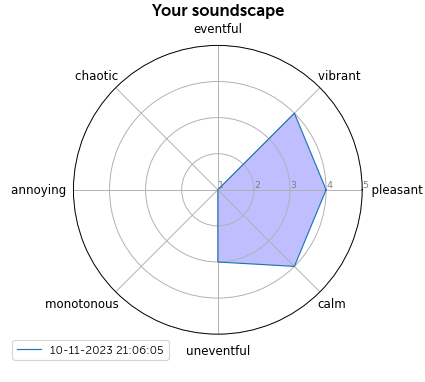 Your soundscape
eventful
chaotic
vibrant
annoying
1
2
3
4
5
pleasant
monotonous
calm
uneventful
10-11-2023 21:06:05